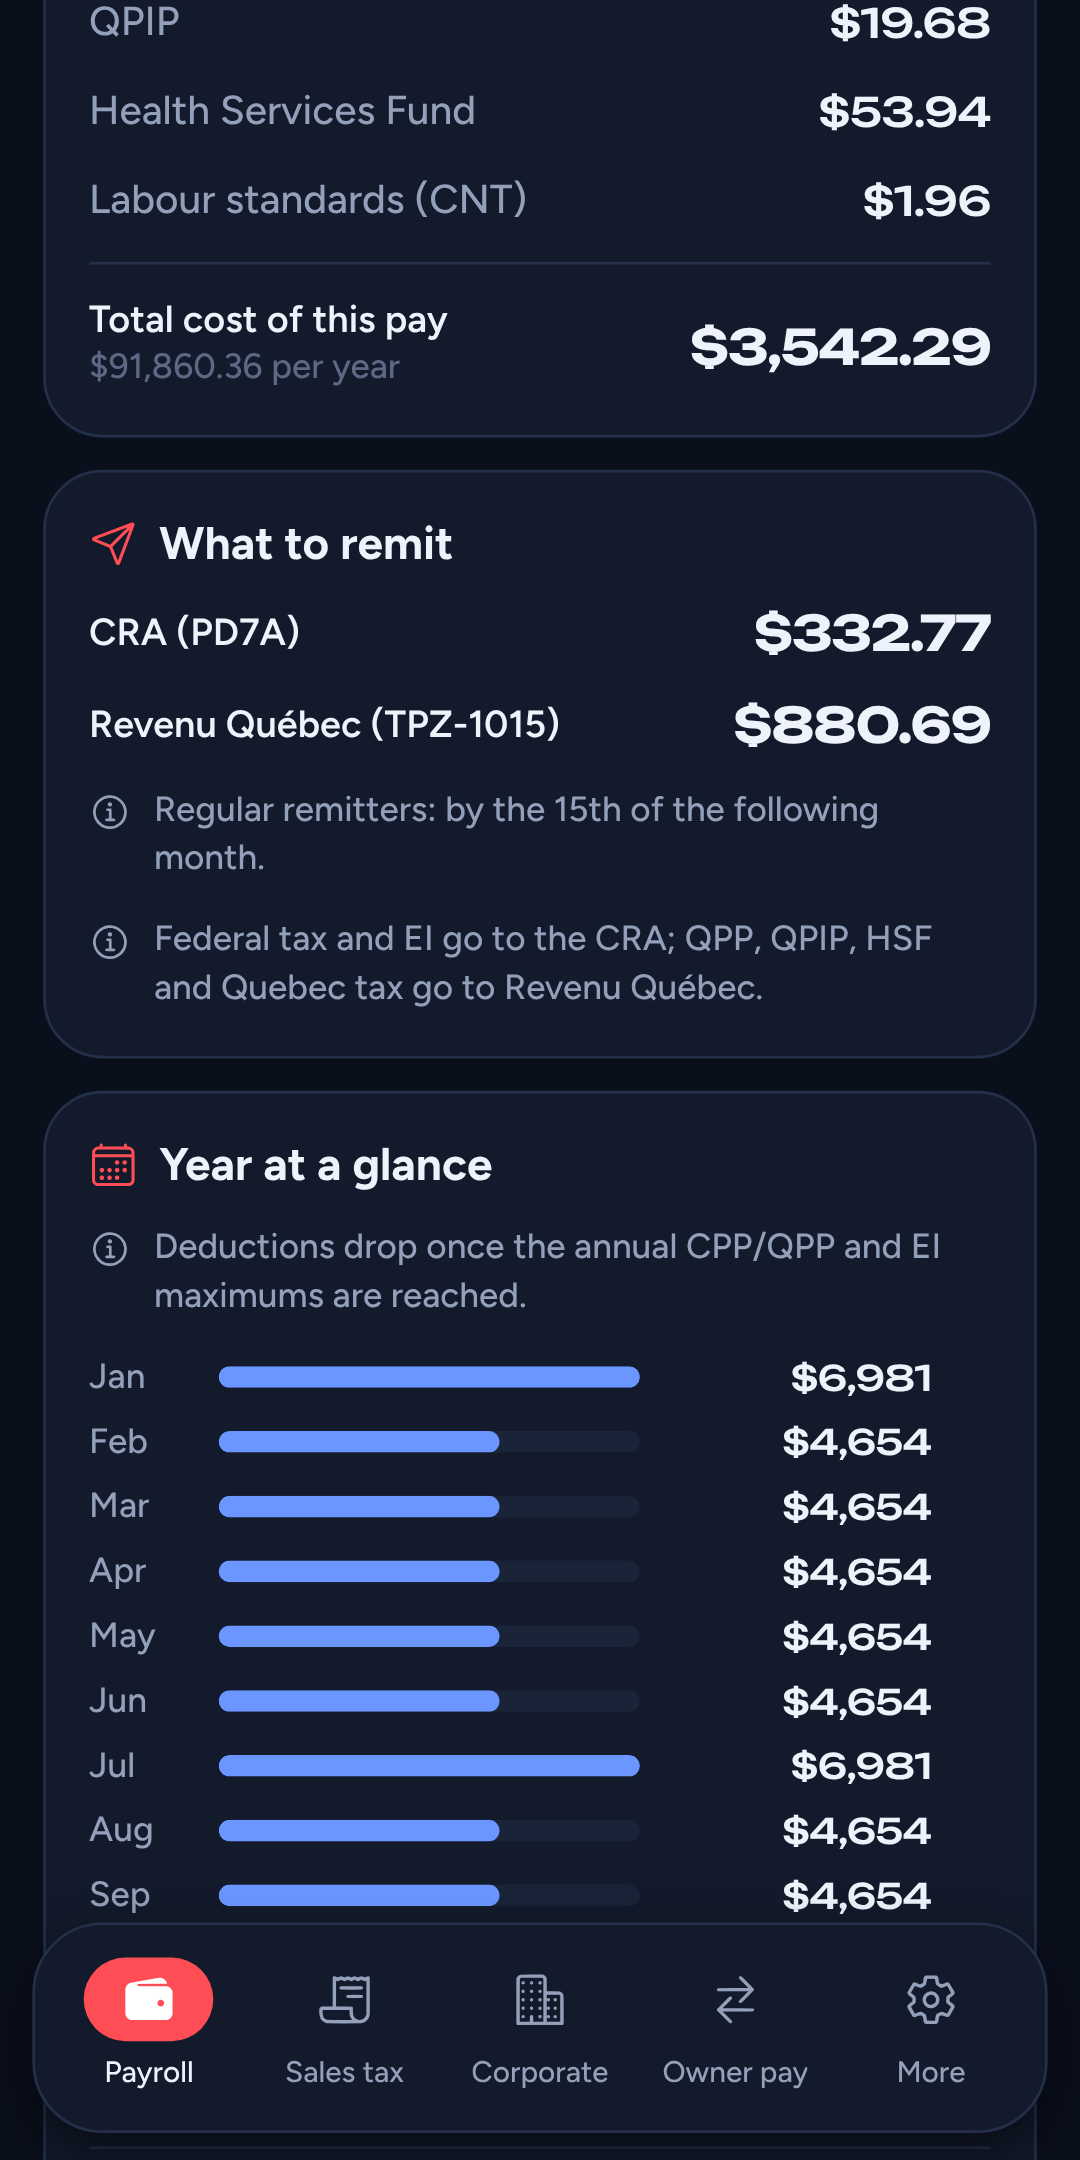 QPIP $19.68
Health Services Fund $53.94
Labour standards (CNT) $1.96
Total cost of this pay
$91,860.36 per year
$3,542.29
What to remit
CRA (PD7A) $332.77
Revenu Québec (TPZ-1015) $880.69
Regular remitters: by the 15th of the following
month.
Federal tax and EI go to the CRA; QPP, QPIP, HSF
and Quebec tax go to Revenu Québec.
Year at a glance
Deductions drop once the annual CPP/QPP and EI
maximums are reached.
Jan $6,981
Feb $4,654
Mar $4,654
Apr $4,654
May $4,654
Jun $4,654
Jul $6,981
Aug $4,654
Sep $4,654
Payroll
Sales tax
Corporate
Owner pay
More